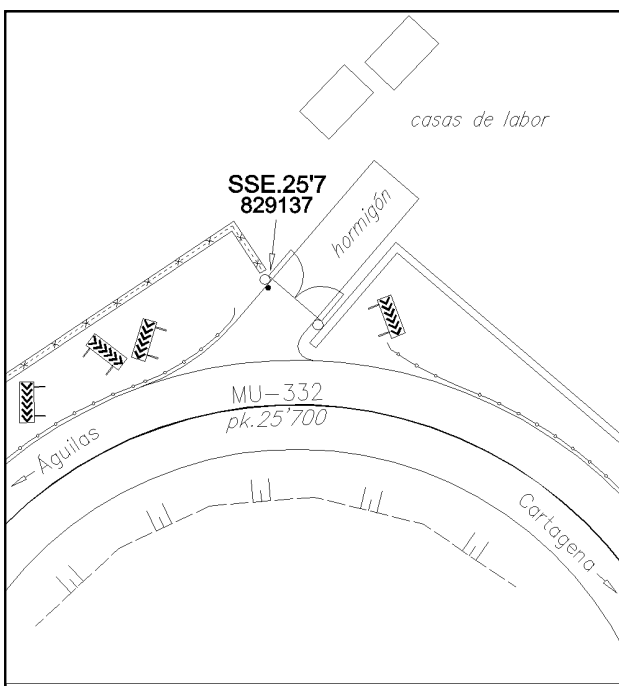 casas de labor
SSE.25'7
829137
hormigón
MU-332
pk.25'700
Águilas
Cartagena